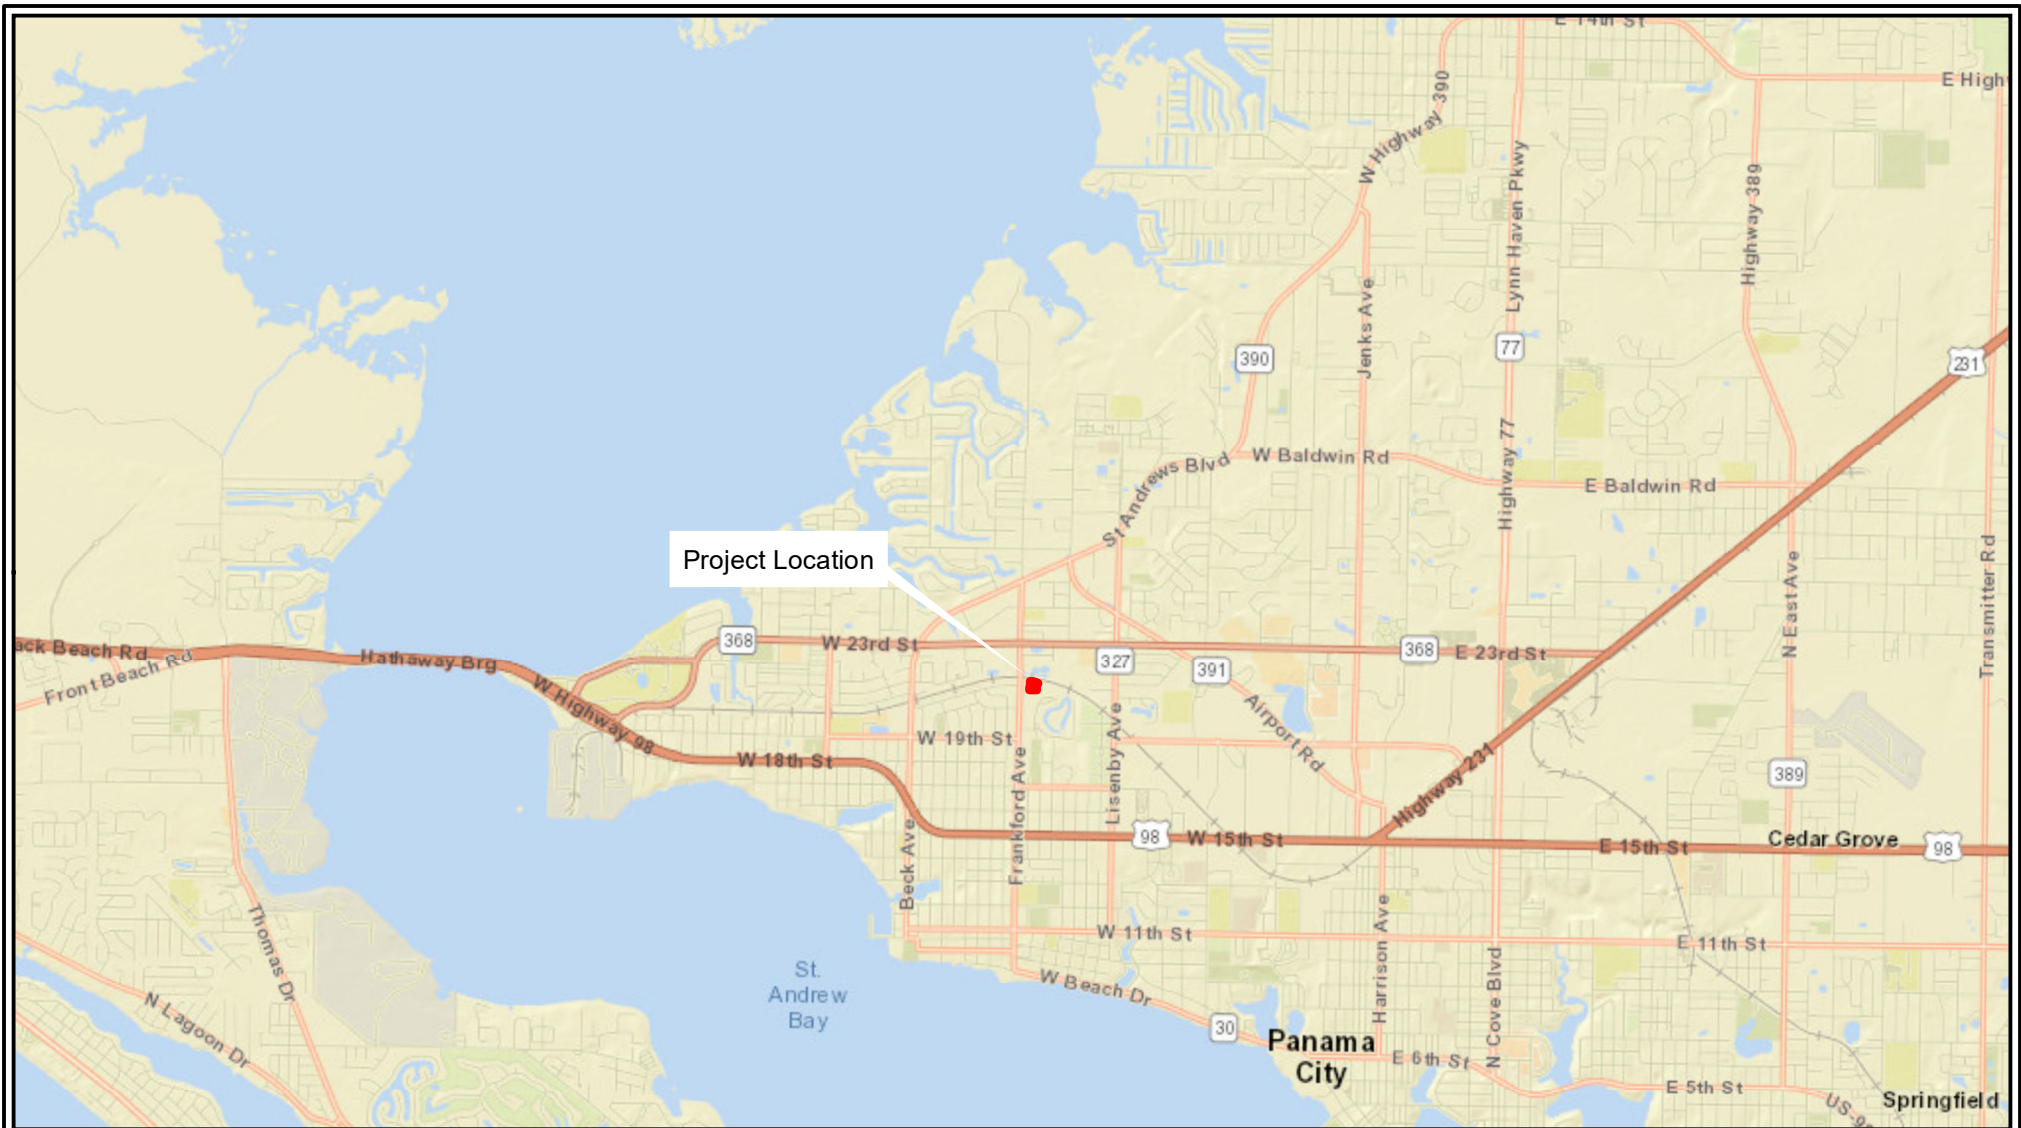 E 14th St
E High
W Highway 390
Lynn Haven Pkwy
Highway 389
Jenks Ave
77
390
231
Highway 77
St Andrews Blvd
W Baldwin Rd
E Baldwin Rd
Project Location
N East Ave
Transmitter Rd
ack Beach Rd
Front Beach Rd
Hathaway Brg
368
W 23rd St
327
391
368
E 23rd St
W Highway 98
W 19th St
W 18th St
Frankford Ave
Lisenby Ave
Airport Rd
Highway 231
389
Beck Ave
98
W 15th St
E 15th St
Cedar Grove
98
Thomas Dr
W 11th St
E 11th St
Harrison Ave
N Cove Blvd
St.
Andrew
Bay
W Beach Dr
N Lagoon Dr
30
Panama
City
E 6th St
E 5th St
US-9
Springfield